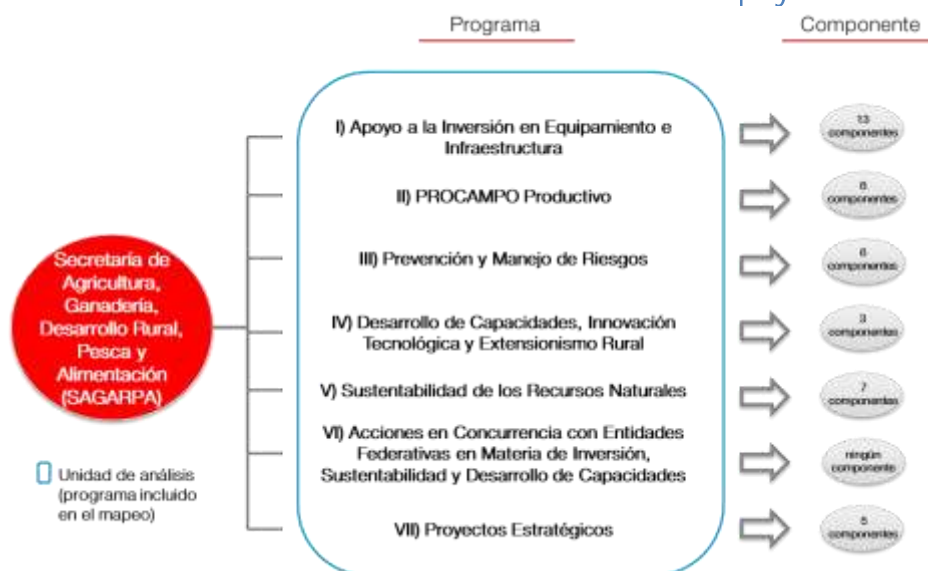 Programa
Componente
I) Apoyo a la Inversión en Equipamiento e
Infraestructura
13
componentes
II) PROCAMPO Productivo
componentes
III) Prevención y Manejo de Riesgos
6
componentes
Secretaría de
Agricultura,
Ganadería,
Desarrollo Rural,
Pesca y
Alimentación
(SAGARPA)
IV) Desarrollo de Capacidades, Innovación
Tecnológica y Extensionismo Rural
3
componentes
V) Sustentabilidad de los Recursos Naturales
7
componentes
VI) Acciones en Concurrencia con Entidades
Federativas en Materia de Inversión,
Sustentabilidad y Desarrollo de Capacidades
ningún
componente
Unidad de análisis
(programa incluido
en el mapeo)
VII) Proyectos Estratégicos
5
componentes